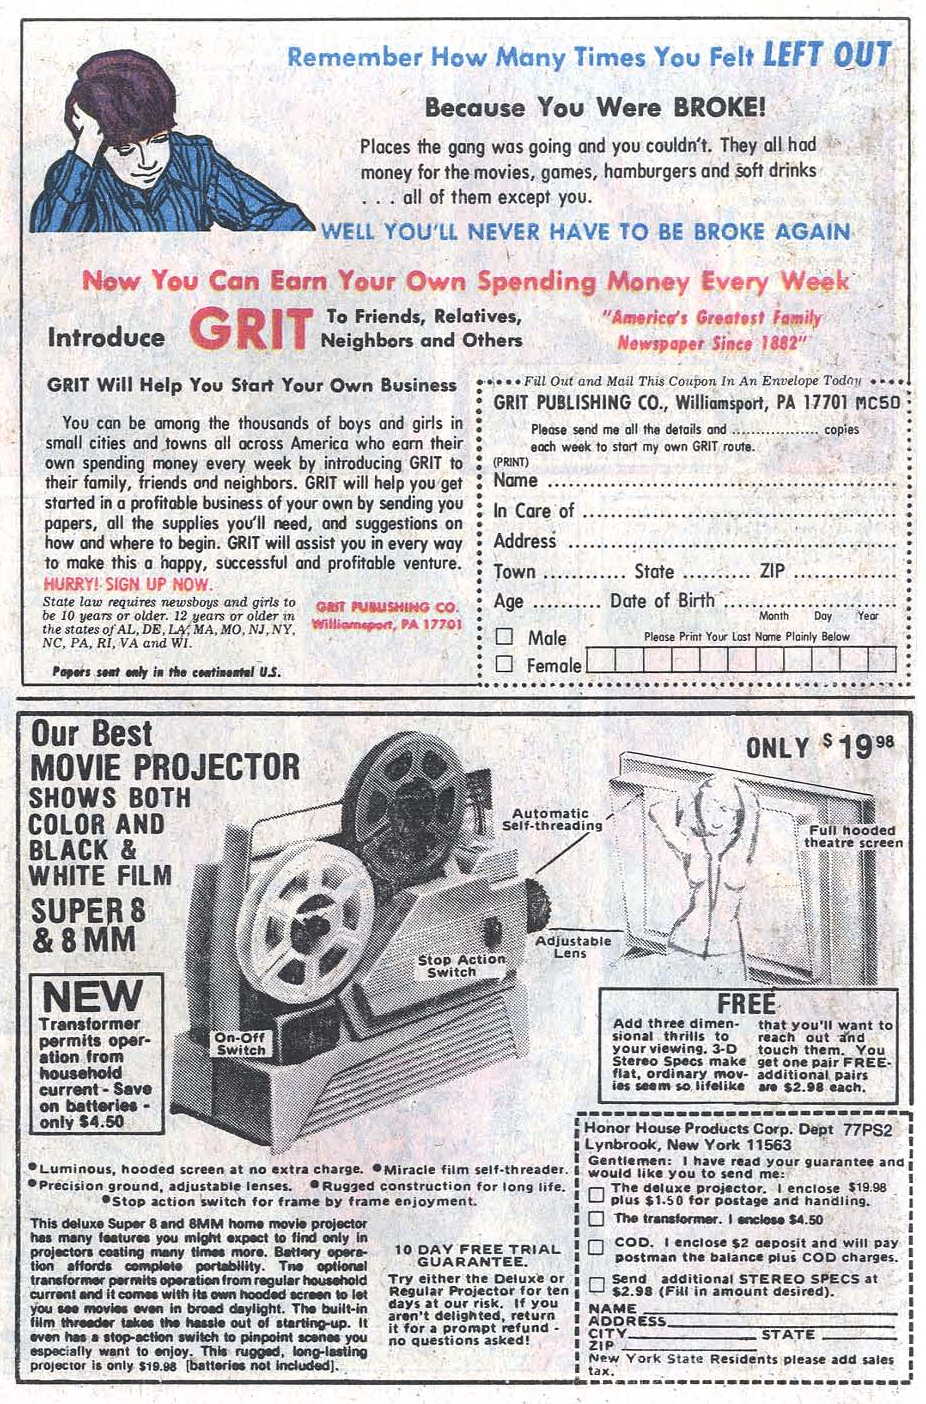 Remember How Many Times You Felt LEFT OUT
Because You Were BROKE!
Places the gang was going and you couldn't. They all had
money for the movies, games, hamburgers and soft drinks
. . . all of them except you.
WELL YOU'LL NEVER HAVE TO BE BROKE AGAIN
Now You Can Earn Your Own Spending Money Every Week
Introduce GRIT To Friends, Relatives,
Neighbors and Others
"America's Greatest Family
Newspaper Since 1882"
GRIT Will Help You Start Your Own Business
You can be among the thousands of boys and girls in
small cities and towns all across America who earn their
own spending money every week by introducing GRIT to
their family, friends and neighbors. GRIT will help you get
started in a profitable business of your own by sending you
papers, all the supplies you'll need, and suggestions on
how and where to begin. GRIT will assist you in every way
to make this a happy, successful and profitable venture.
HURRY! SIGN UP NOW.
State law requires newsboys and girls to
be 10 years or older. 12 years or older in
the states of AL, DE, LA, MA, MO, NJ, NY,
NC, PA, RI, VA and WI.
GRIT PUBLISHING CO.
Williamsport, PA 17701
Papers sent only in the continental U.S.
Fill Out and Mail This Coupon In An Envelope Today
GRIT PUBLISHING CO., Williamsport, PA 17701 MC50
Please send me all the details and ................. copies
each week to start my own GRIT route.
(PRINT)
Name
In Care of
Address
Town ............ State .......... ZIP ...............
Age .......... Date of Birth
Month Day Year
Male Please Print Your Last Name Plainly Below
Female
Our Best
MOVIE PROJECTOR
SHOWS BOTH
COLOR AND
BLACK &
WHITE FILM
SUPER 8
& 8 MM
ONLY $19.98
Automatic
Self-threading
Full hooded
theatre screen
Adjustable
Lens
Stop Action
Switch
On-Off
Switch
NEW
Transformer
permits oper-
ation from
household
current - Save
on batteries -
only $4.50
FREE
Add three dimen-
sional thrills to
your viewing. 3-D
Stereo Specs make
flat, ordinary mov-
ies seem so lifelike
that you'll want to
reach out and
touch them. You
get one pair FREE-
additional pairs
are $2.98 each.
•Luminous, hooded screen at no extra charge. •Miracle film self-threader.
•Precision ground, adjustable lenses. •Rugged construction for long life.
•Stop action switch for frame by frame enjoyment.
This deluxe Super 8 and 8MM home movie projector
has many features you might expect to find only in
projectors costing many times more. Battery opera-
tion affords complete portability. The optional
transformer permits operation from regular household
current and it comes with its own hooded screen to let
you see movies even in broad daylight. The built-in
film threader takes the hassle out of starting-up. It
even has a stop-action switch to pinpoint scenes you
especially want to enjoy. This rugged, long-lasting
projector is only $19.98 [batteries not included].
10 DAY FREE TRIAL
GUARANTEE.
Try either the Deluxe or
Regular Projector for ten
days at our risk. If you
aren't delighted, return
it for a prompt refund -
no questions asked!
Honor House Products Corp. Dept 77PS2
Lynbrook, New York 11563
Gentlemen: I have read your guarantee and
would like you to send me:
The deluxe projector. I enclose $19.98
plus $1.50 for postage and handling.
The transformer. I enclose $4.50
COD. I enclose $2 deposit and will pay
postman the balance plus COD charges.
Send additional STEREO SPECS at
$2.98 (Fill in amount desired).
NAME
ADDRESS
CITY STATE
ZIP
New York State Residents please add sales
tax.